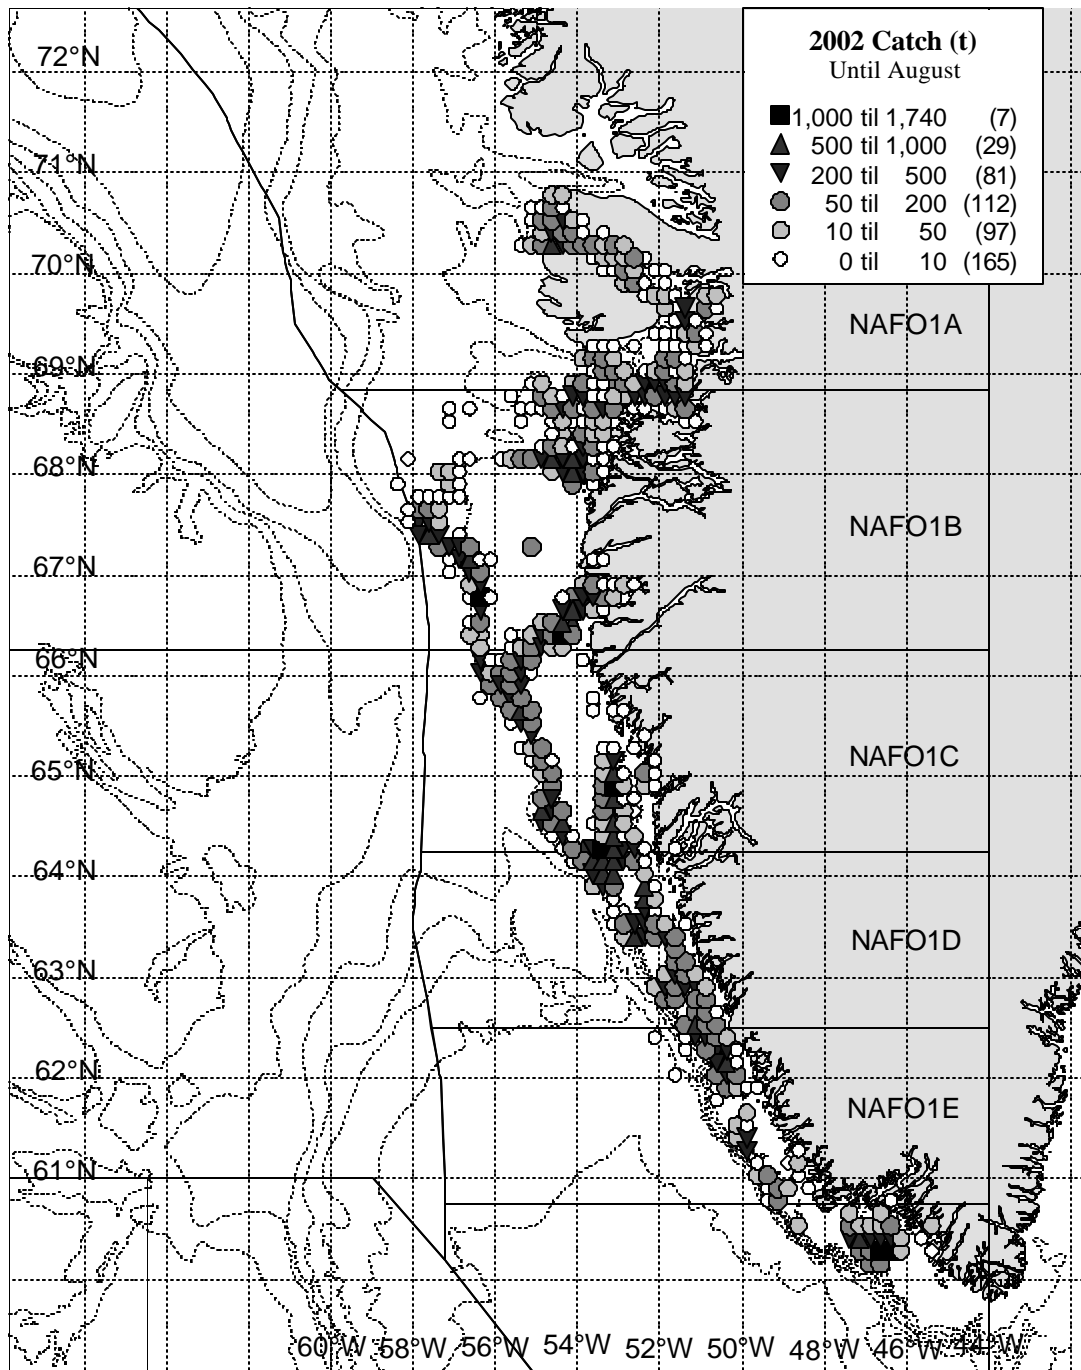 2002 Catch (t)
Until August
1,000 til 1,740 (7)
500 til 1,000 (29)
200 til 500 (81)
50 til 200 (112)
10 til 50 (97)
0 til 10 (165)
72°N
71°N
70°N
69°N
68°N
67°N
66°N
65°N
64°N
63°N
62°N
61°N
NAFO1A
NAFO1B
NAFO1C
NAFO1D
NAFO1E
60°W 58°W 56°W 54°W 52°W 50°W 48°W 46°W 44°W